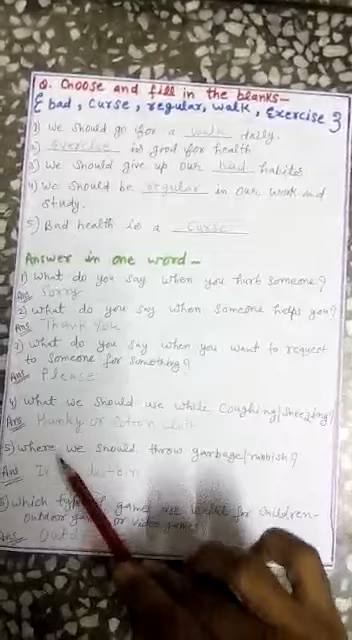 Q. Choose and fill in the blanks-
{ bad, curse, regular, walk, Exercise }
1) We should go for a walk daily.
2) Exercise is good for health
3) We should give up our bad habits
4) We should be regular in our work and
study.
5) Bad health is a curse
Answer in one word-
1) What do you say when you hurt someone?
Ans Sorry
2) what do you say when someone helps you?
Ans Thank You
3) What do you say when you want to request
to someone for something?
Ans Please
4) What we should use while Coughing/sneezing/
Ans Hanky or Cotton cloth
5) where we should throw garbage/rubbish?
Ans In dustbin
6) which type of games are useful for children-
outdoor games or video games
Ans